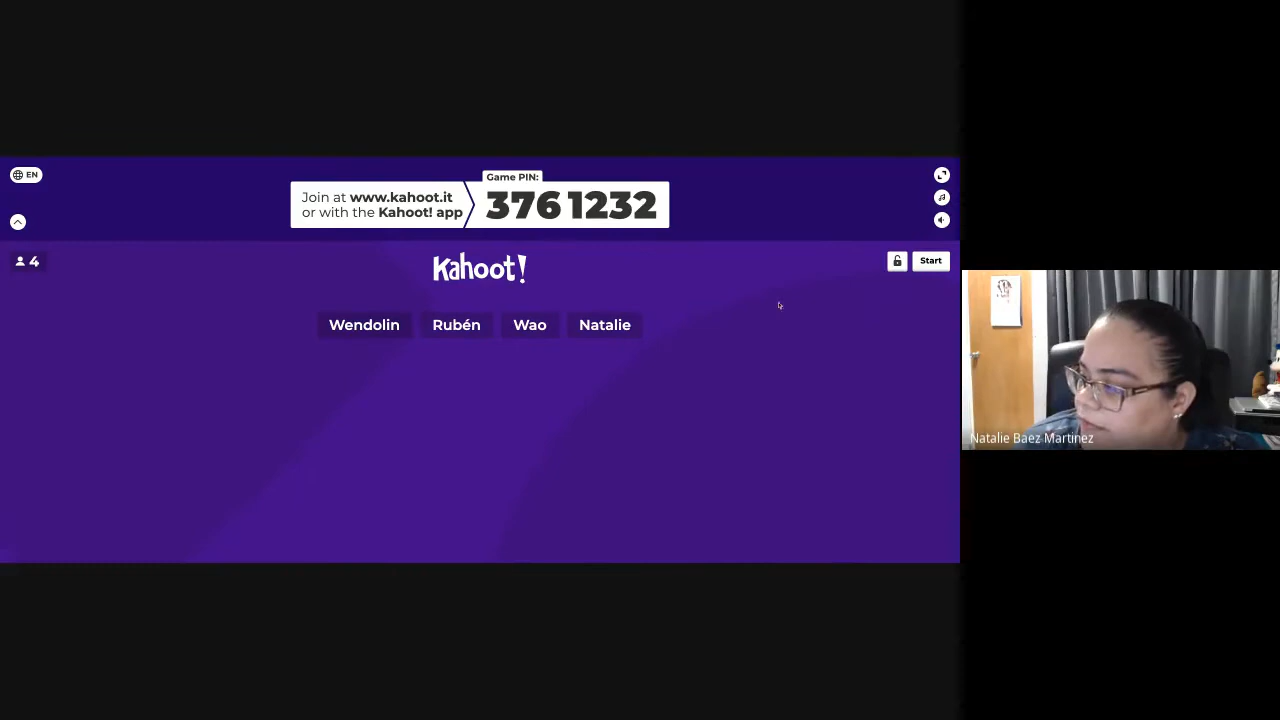 EN
Join at www.kahoot.it
or with the Kahoot! app
Game PIN:
376 1232
4
Kahoot!
Start
Wendolin
Rubén
Wao
Natalie
Natalie Baez Martinez